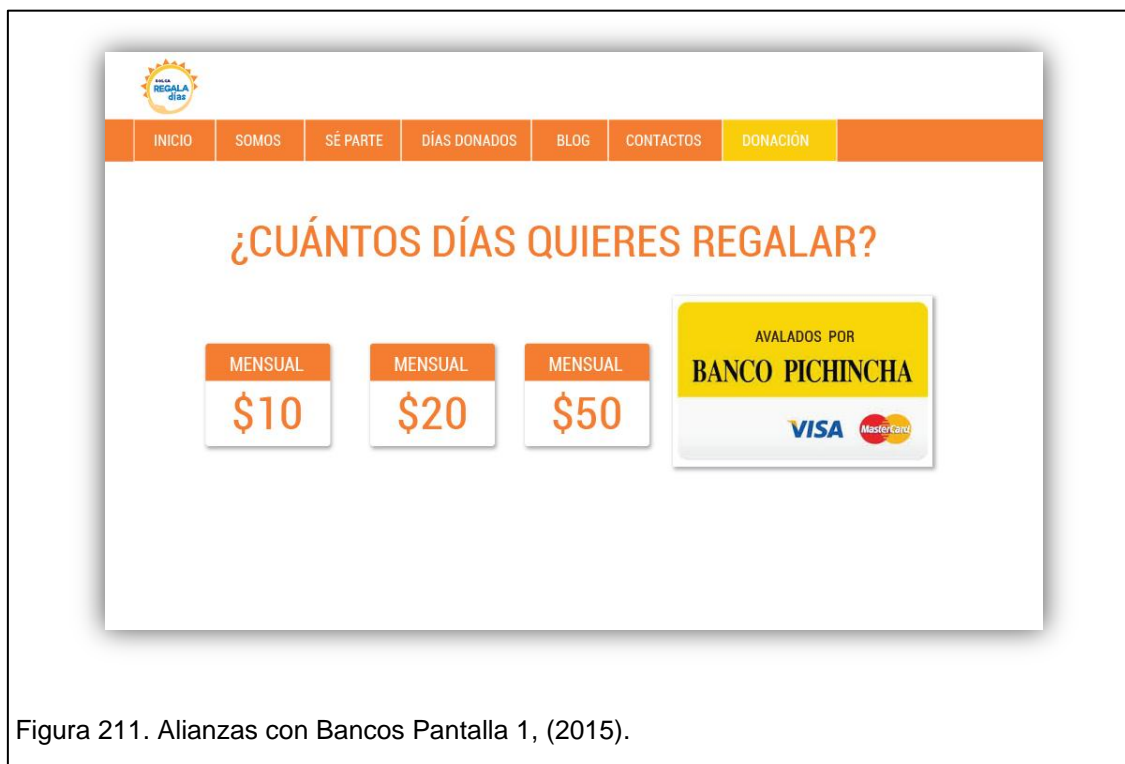 SOLCA
REGALA
días
INICIO SOMOS SÉ PARTE DÍAS DONADOS BLOG CONTACTOS DONACIÓN
¿CUÁNTOS DÍAS QUIERES REGALAR?
MENSUAL
$10
MENSUAL
$20
MENSUAL
$50
AVALADOS POR
BANCO PICHINCHA
VISA MasterCard
Figura 211. Alianzas con Bancos Pantalla 1, (2015).